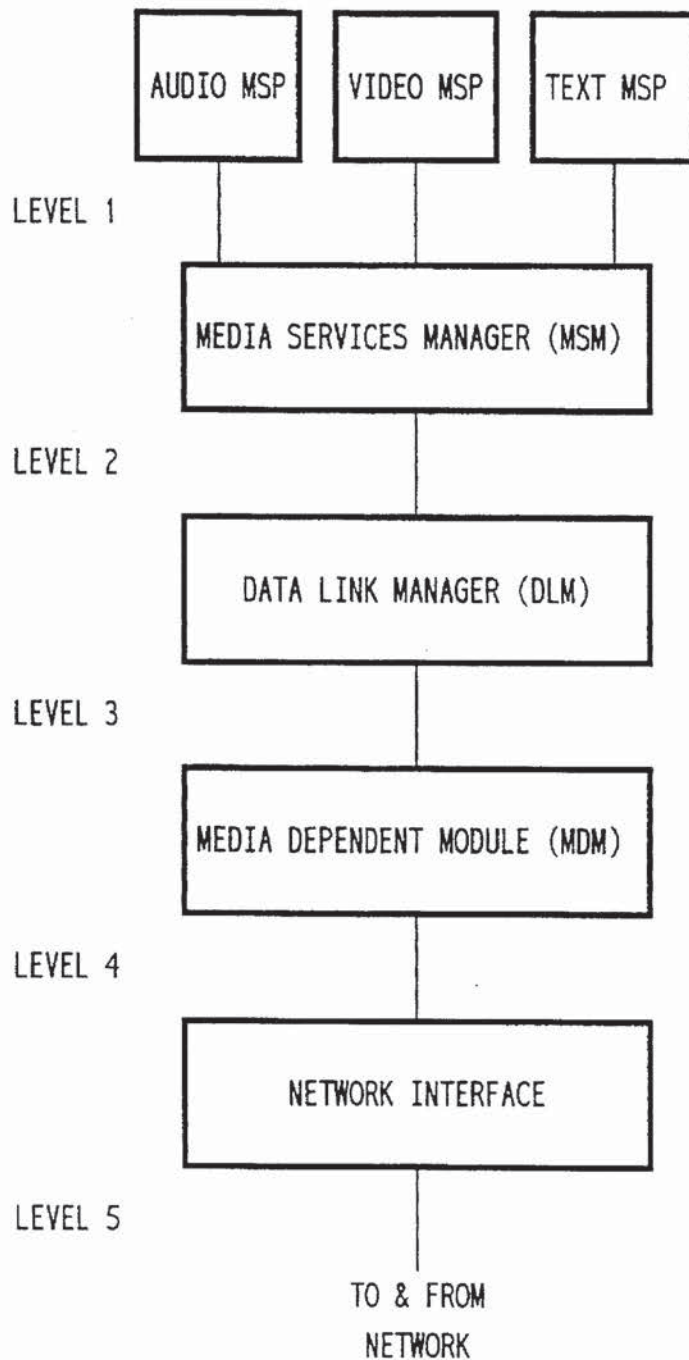 AUDIO MSP
VIDEO MSP
TEXT MSP
LEVEL 1
MEDIA SERVICES MANAGER (MSM)
LEVEL 2
DATA LINK MANAGER (DLM)
LEVEL 3
MEDIA DEPENDENT MODULE (MDM)
LEVEL 4
NETWORK INTERFACE
LEVEL 5
TO & FROM
NETWORK